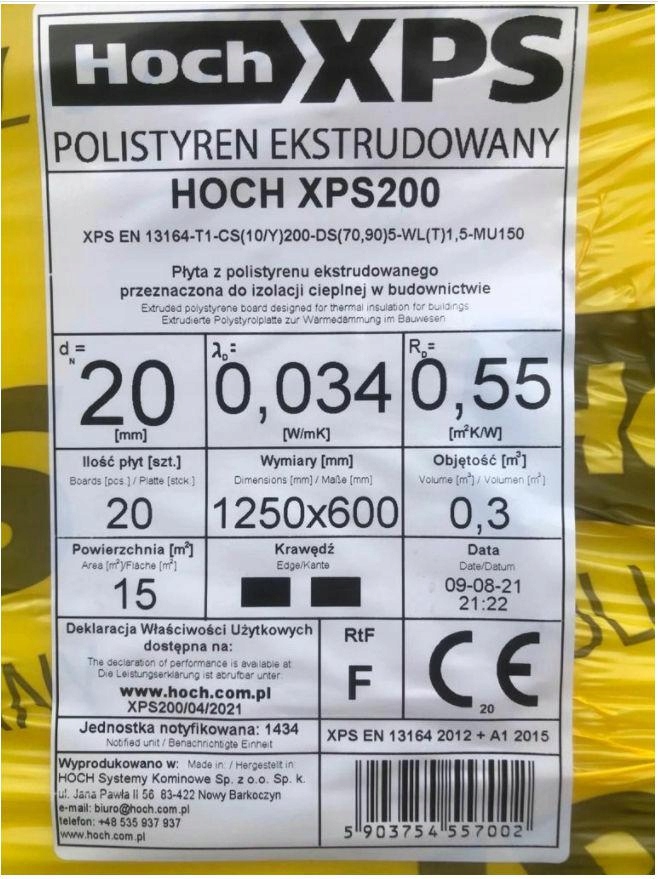 HOCH XPS
POLISTYREN EKSTRUDOWANY
HOCH XPS200
XPS EN 13164-T1-CS(10/Y)200-DS(70,90)5-WL(T)1,5-MU150
Płyta z polistyrenu ekstrudowanego
przeznaczona do izolacji cieplnej w budownictwie
Extruded polystyrene board designed for thermal insulation for buildings
Extrudierte Polystyrolplatte zur Wärmedämmung im Bauwesen
d_N= 20 [mm]
λ_D= 0,034 [W/mK]
R_D= 0,55 [m²K/W]
Ilość płyt [szt.]
Boards [pcs.] / Platte [stck.]
20
Wymiary [mm]
Dimensions [mm] / Maße [mm]
1250x600
Objętość [m³]
Volume [m³] / Volumen [m³]
0,3
Powierzchnia [m²]
Area [m²]/Fläche [m²]
15
Krawędź
Edge/Kante
Data
Date/Datum
09-08-21
21:22
Deklaracja Właściwości Użytkowych
dostępna na:
The declaration of performance is available at:
Die Leistungserklärung ist abrufbar unter:
www.hoch.com.pl
XPS200/04/2021
RtF
F
CE
20
Jednostka notyfikowana: 1434
Notified unit / Benachrichtigte Einheit
XPS EN 13164 2012 + A1 2015
Wyprodukowano w: Made in: / Hergestellt in:
HOCH Systemy Kominowe Sp. z o.o. Sp. k.
ul. Jana Pawła II 56 83-422 Nowy Barkoczyn
e-mail: biuro@hoch.com.pl
telefon: +48 535 937 937
www.hoch.com.pl
5 903754 557002